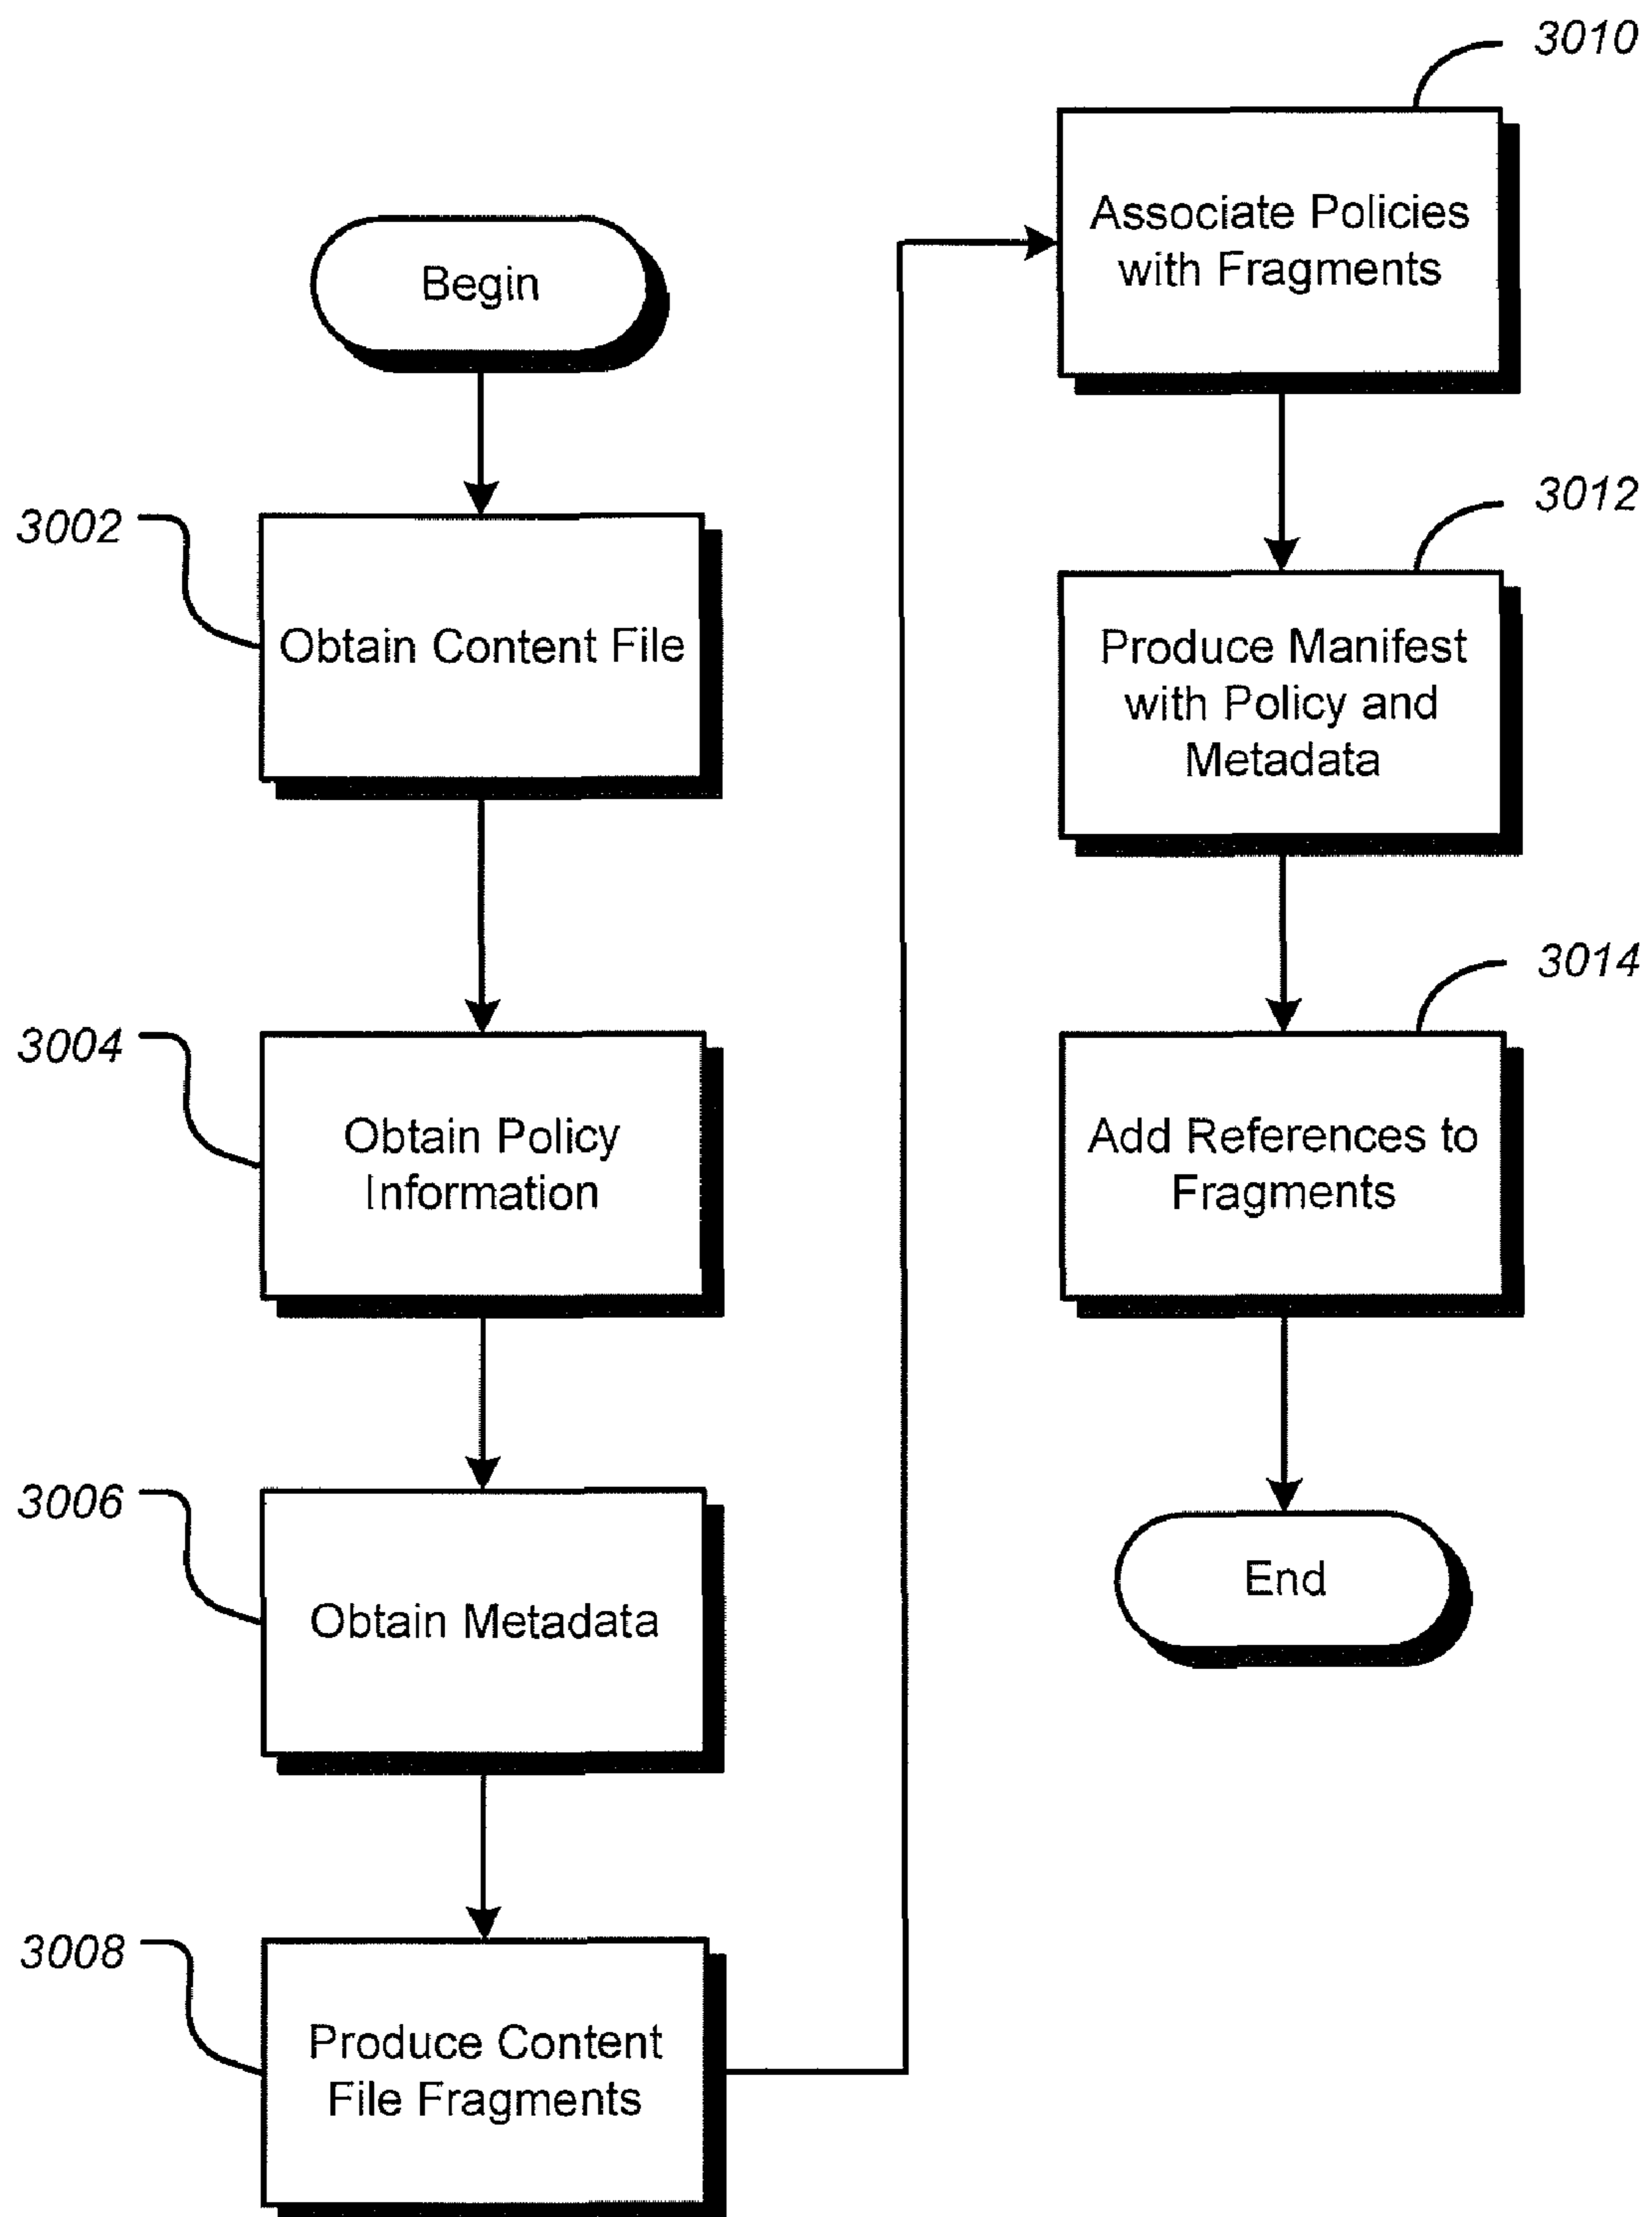 Begin
3002
Obtain Content File
3004
Obtain Policy
Information
3006
Obtain Metadata
3008
Produce Content
File Fragments
3010
Associate Policies
with Fragments
3012
Produce Manifest
with Policy and
Metadata
3014
Add References to
Fragments
End